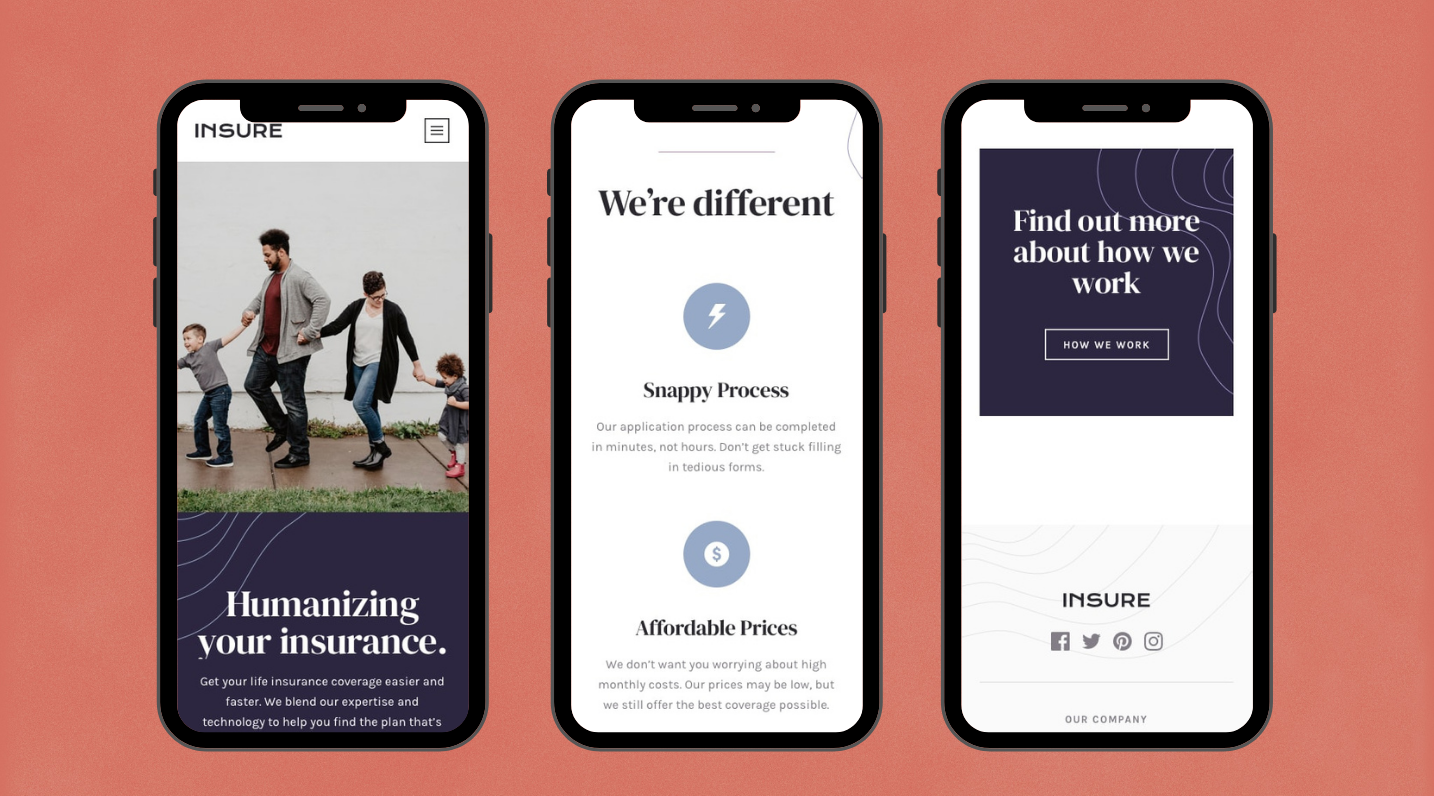 INSURE
Humanizing
your insurance.
Get your life insurance coverage easier and
faster. We blend our expertise and
technology to help you find the plan that's
We're different
Snappy Process
Our application process can be completed
in minutes, not hours. Don't get stuck filling
in tedious forms.
$
Affordable Prices
We don't want you worrying about high
monthly costs. Our prices may be low, but
we still offer the best coverage possible.
Find out more
about how we
work
HOW WE WORK
INSURE
OUR COMPANY